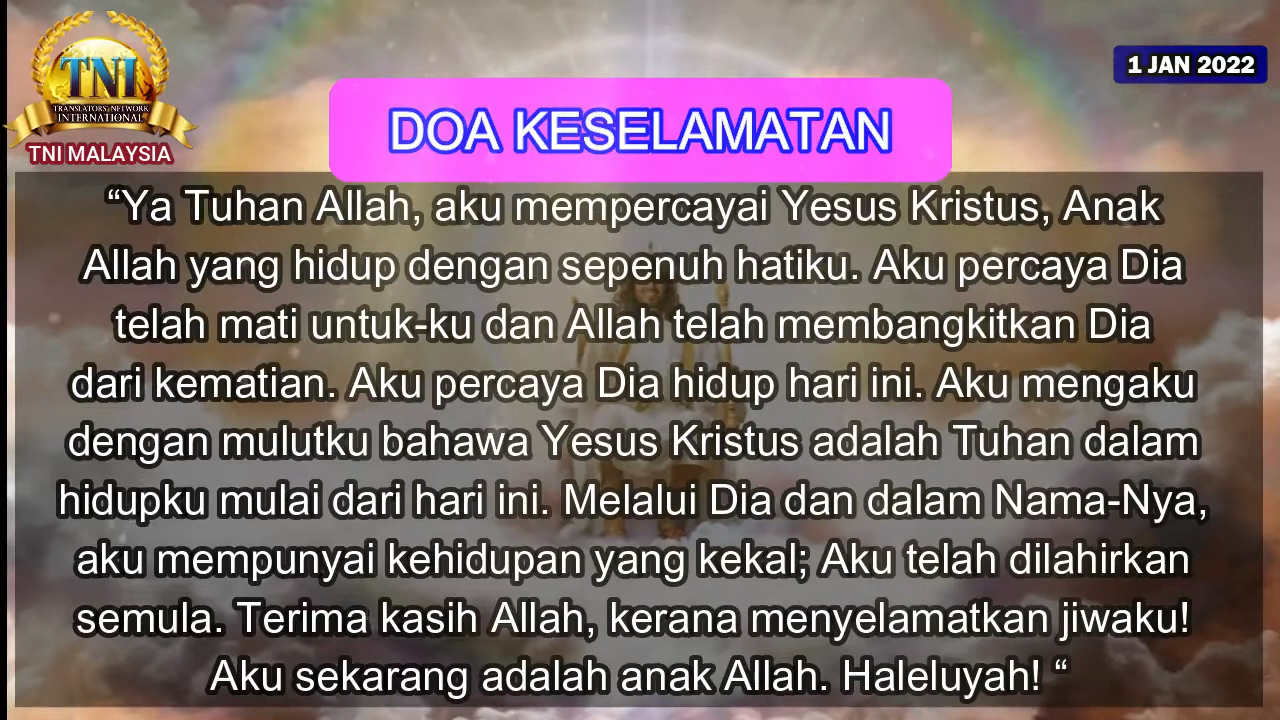 TNI
TRANSLATORS' NETWORK
INTERNATIONAL
TNI MALAYSIA
1 JAN 2022
DOA KESELAMATAN
“Ya Tuhan Allah, aku mempercayai Yesus Kristus, Anak
Allah yang hidup dengan sepenuh hatiku. Aku percaya Dia
telah mati untuk-ku dan Allah telah membangkitkan Dia
dari kematian. Aku percaya Dia hidup hari ini. Aku mengaku
dengan mulutku bahawa Yesus Kristus adalah Tuhan dalam
hidupku mulai dari hari ini. Melalui Dia dan dalam Nama-Nya,
aku mempunyai kehidupan yang kekal; Aku telah dilahirkan
semula. Terima kasih Allah, kerana menyelamatkan jiwaku!
Aku sekarang adalah anak Allah. Haleluyah! “